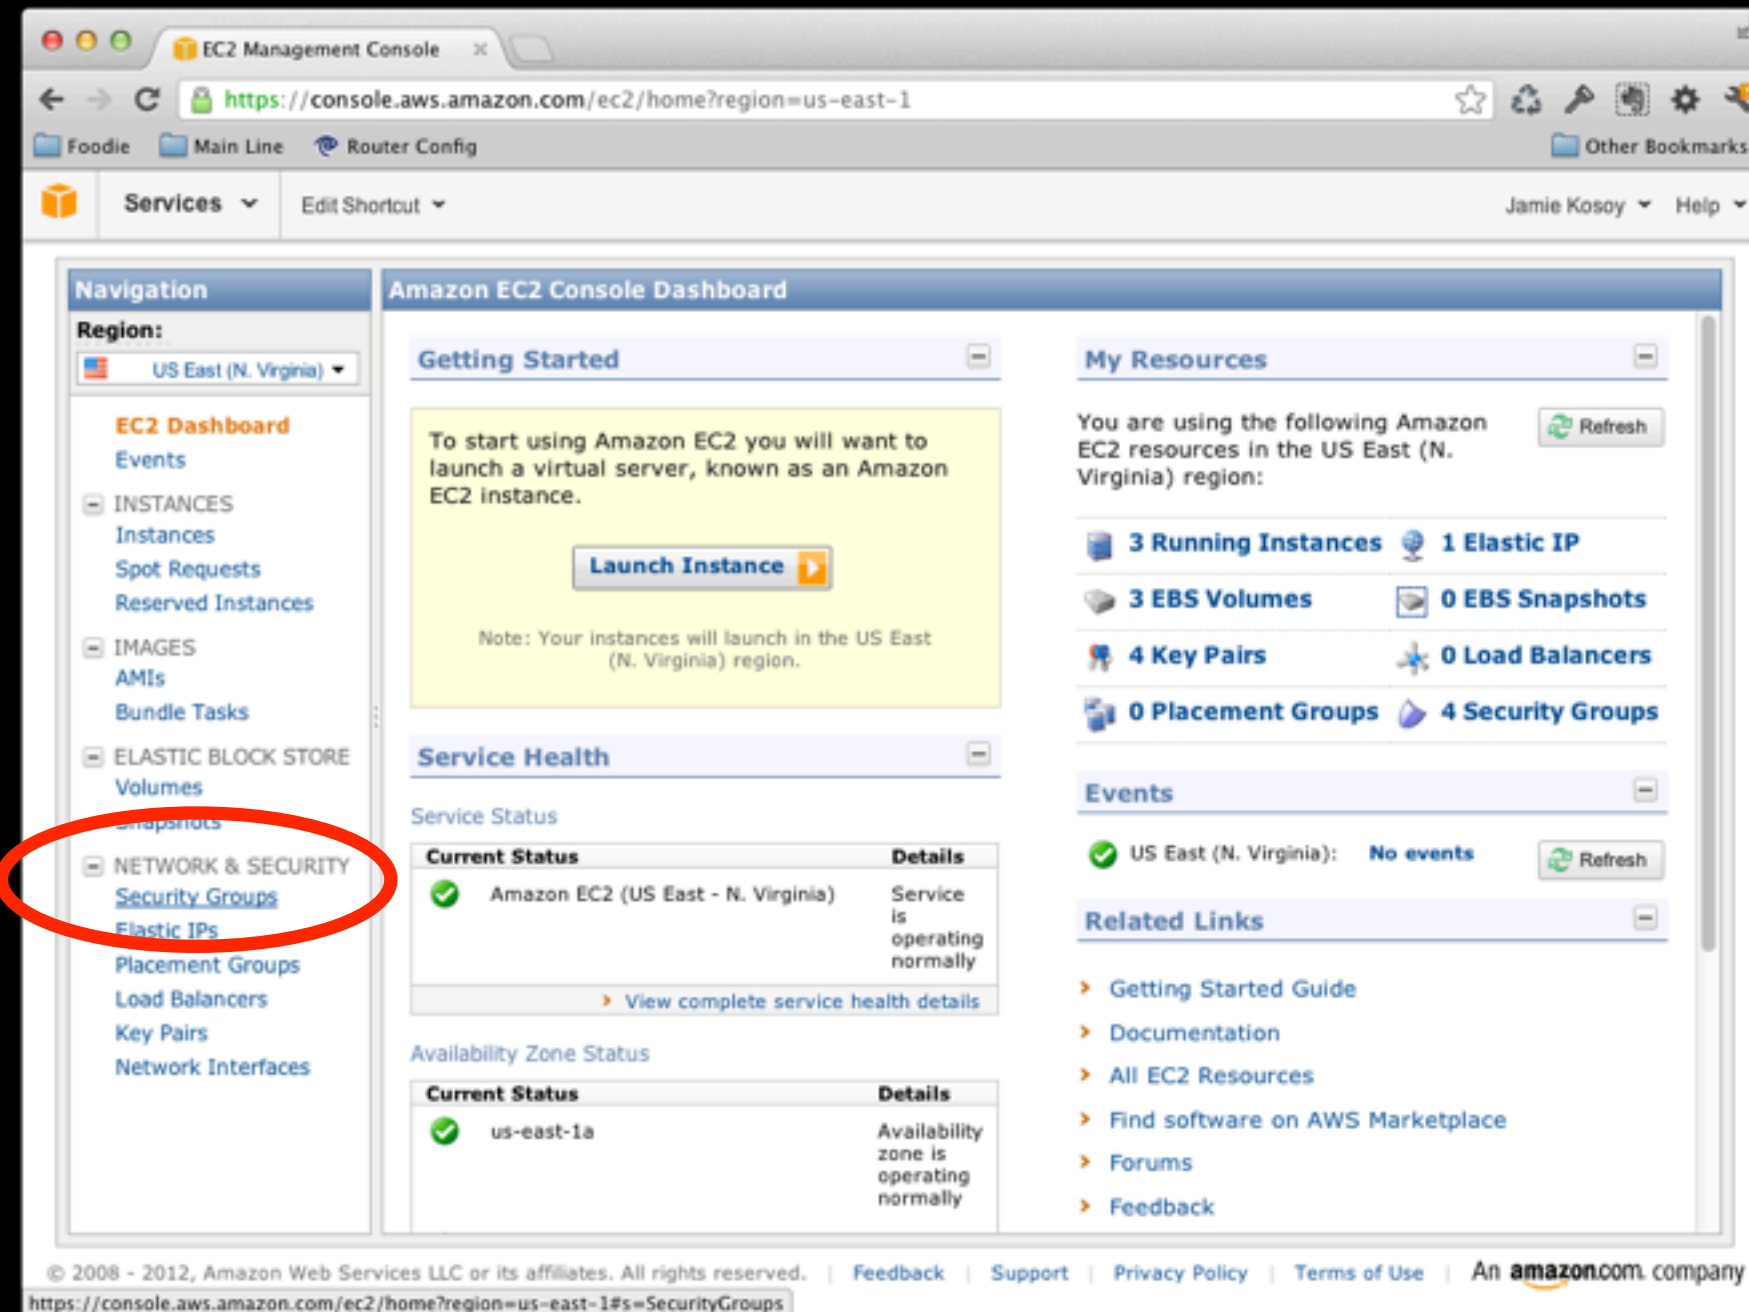 EC2 Management Console
https://console.aws.amazon.com/ec2/home?region=us-east-1
Foodie
Main Line
Router Config
Other Bookmarks
Services
Edit Shortcut
Jamie Kosoy
Help
Navigation
Region:
US East (N. Virginia)
EC2 Dashboard
Events
INSTANCES
Instances
Spot Requests
Reserved Instances
IMAGES
AMIs
Bundle Tasks
ELASTIC BLOCK STORE
Volumes
Snapshots
NETWORK & SECURITY
Security Groups
Elastic IPs
Placement Groups
Load Balancers
Key Pairs
Network Interfaces
Amazon EC2 Console Dashboard
Getting Started
To start using Amazon EC2 you will want to
launch a virtual server, known as an Amazon
EC2 instance.
Launch Instance
Note: Your instances will launch in the US East
(N. Virginia) region.
Service Health
Service Status
Current Status
Details
Amazon EC2 (US East - N. Virginia)
Service
is
operating
normally
View complete service health details
Availability Zone Status
Current Status
Details
us-east-1a
Availability
zone is
operating
normally
My Resources
You are using the following Amazon
EC2 resources in the US East (N.
Virginia) region:
Refresh
3 Running Instances
1 Elastic IP
3 EBS Volumes
0 EBS Snapshots
4 Key Pairs
0 Load Balancers
0 Placement Groups
4 Security Groups
Events
US East (N. Virginia):
No events
Refresh
Related Links
Getting Started Guide
Documentation
All EC2 Resources
Find software on AWS Marketplace
Forums
Feedback
© 2008 - 2012, Amazon Web Services LLC or its affiliates. All rights reserved.
Feedback
Support
Privacy Policy
Terms of Use
An amazon.com. company
https://console.aws.amazon.com/ec2/home?region=us-east-1#s=SecurityGroups